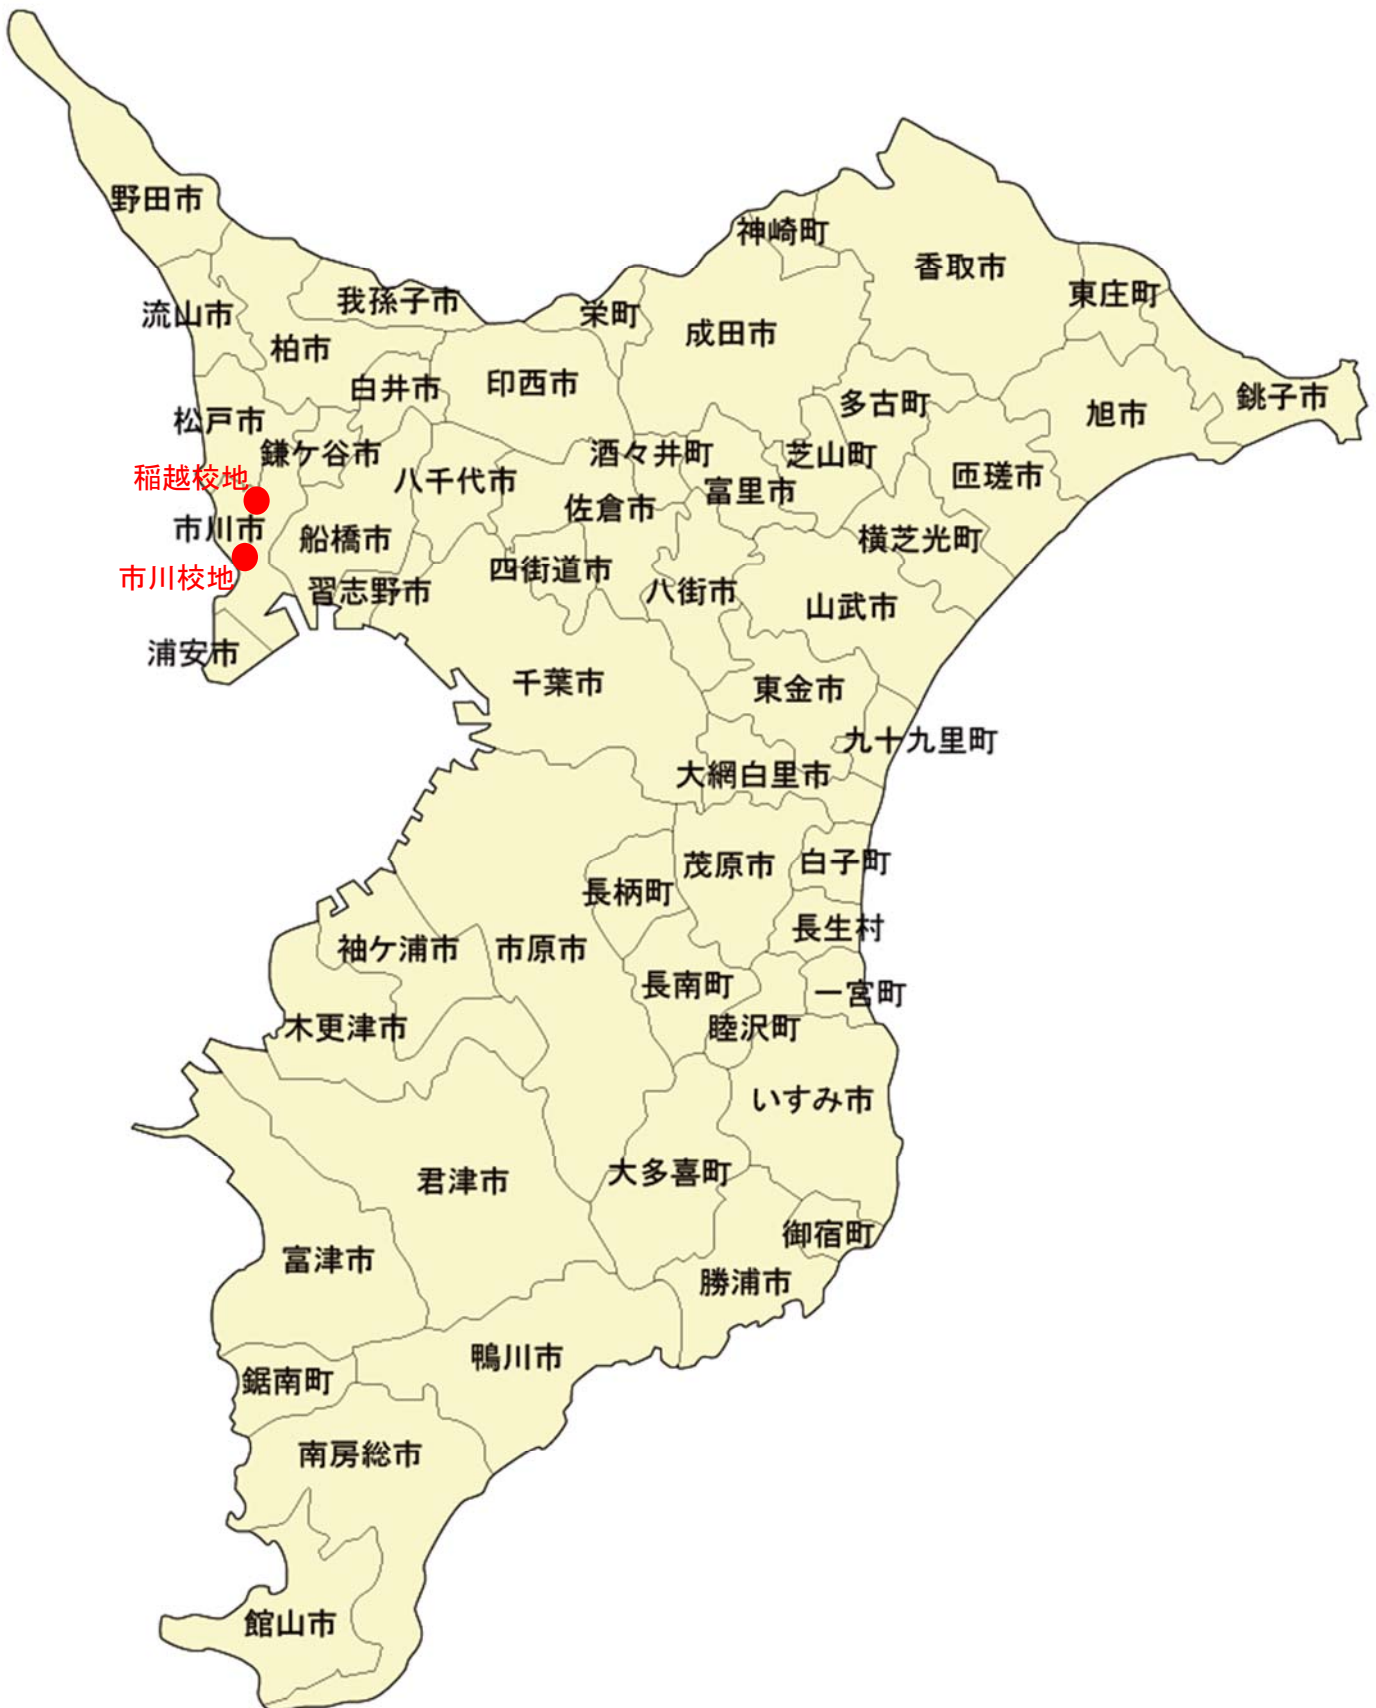 野田市
神崎町
香取市
東庄町
我孫子市
流山市
栄町
成田市
柏市
白井市
印西市
多古町
銚子市
旭市
松戸市
鎌ケ谷市
酒々井町
芝山町
稲越校地
八千代市
富里市
匝瑳市
佐倉市
市川市
船橋市
横芝光町
市川校地
四街道市
習志野市
八街市
山武市
浦安市
千葉市
東金市
九十九里町
大網白里市
茂原市
白子町
長柄町
長生村
袖ケ浦市
市原市
長南町
一宮町
木更津市
睦沢町
いすみ市
君津市
大多喜町
御宿町
富津市
勝浦市
鴨川市
鋸南町
南房総市
館山市